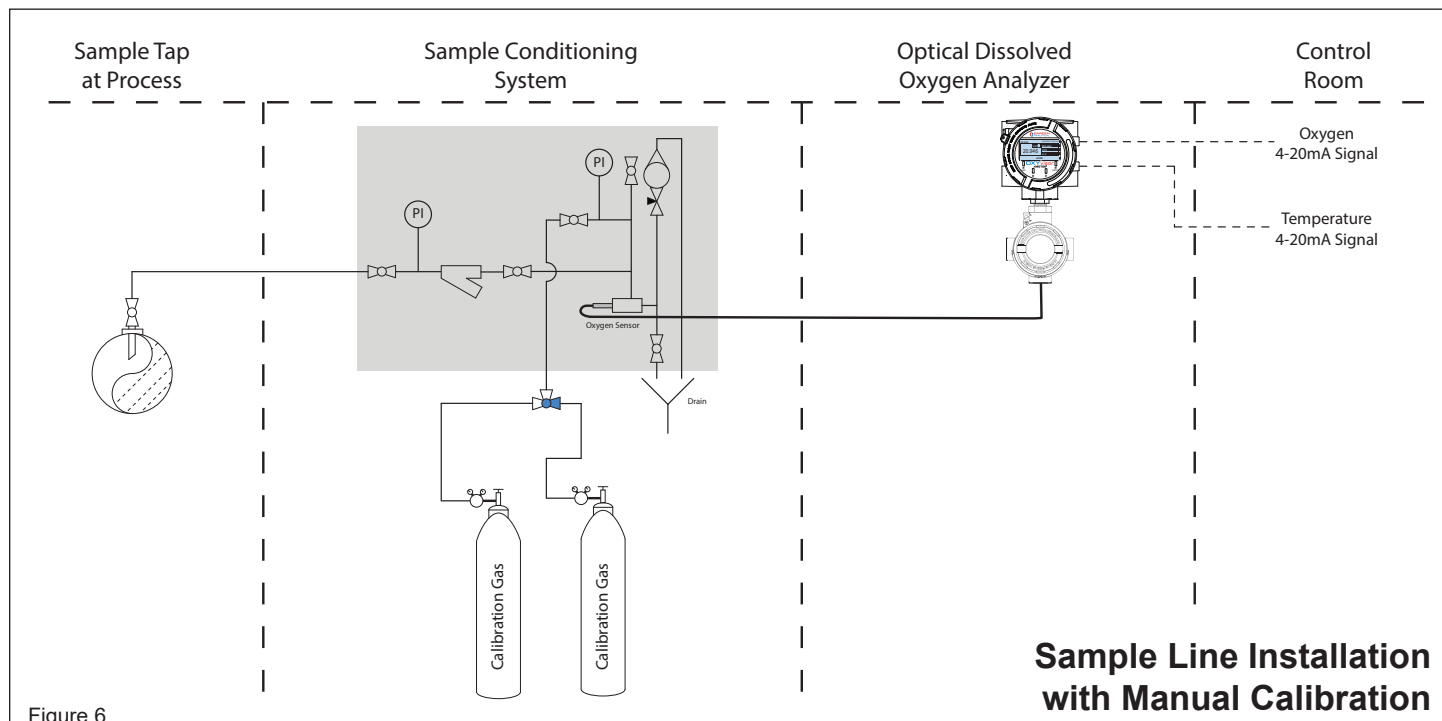 Sample Tap
at Process
Sample Conditioning
System
Optical Dissolved
Oxygen Analyzer
Control
Room
PI
PI
Oxygen Sensor
Drain
Calibration Gas
Calibration Gas
Oxygen
4-20mA Signal
Temperature
4-20mA Signal
Sample Line Installation
with Manual Calibration
Figure 6